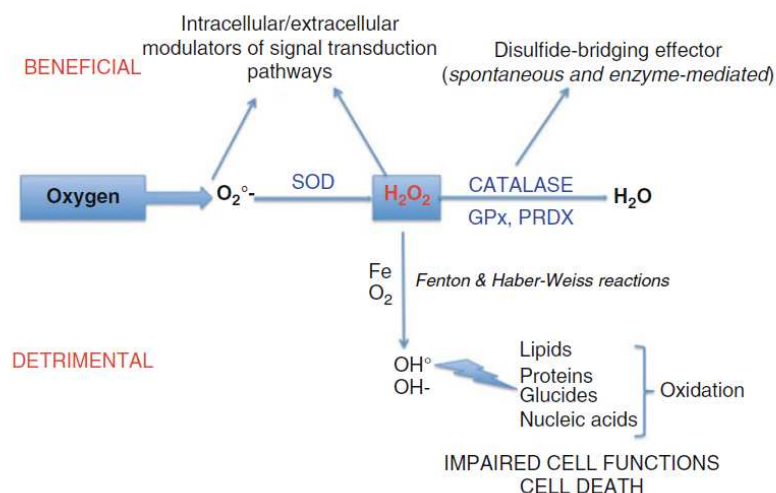 Intracellular/extracellular
modulators of signal transduction
pathways
BENEFICIAL
Disulfide-bridging effector
(spontaneous and enzyme-mediated)
Oxygen
O₂°-
SOD
H₂O₂
CATALASE
GPx, PRDX
H₂O
Fe
O₂
Fenton & Haber-Weiss reactions
DETRIMENTAL
OH°
OH-
Lipids
Proteins
Glucides
Nucleic acids
Oxidation
IMPAIRED CELL FUNCTIONS
CELL DEATH